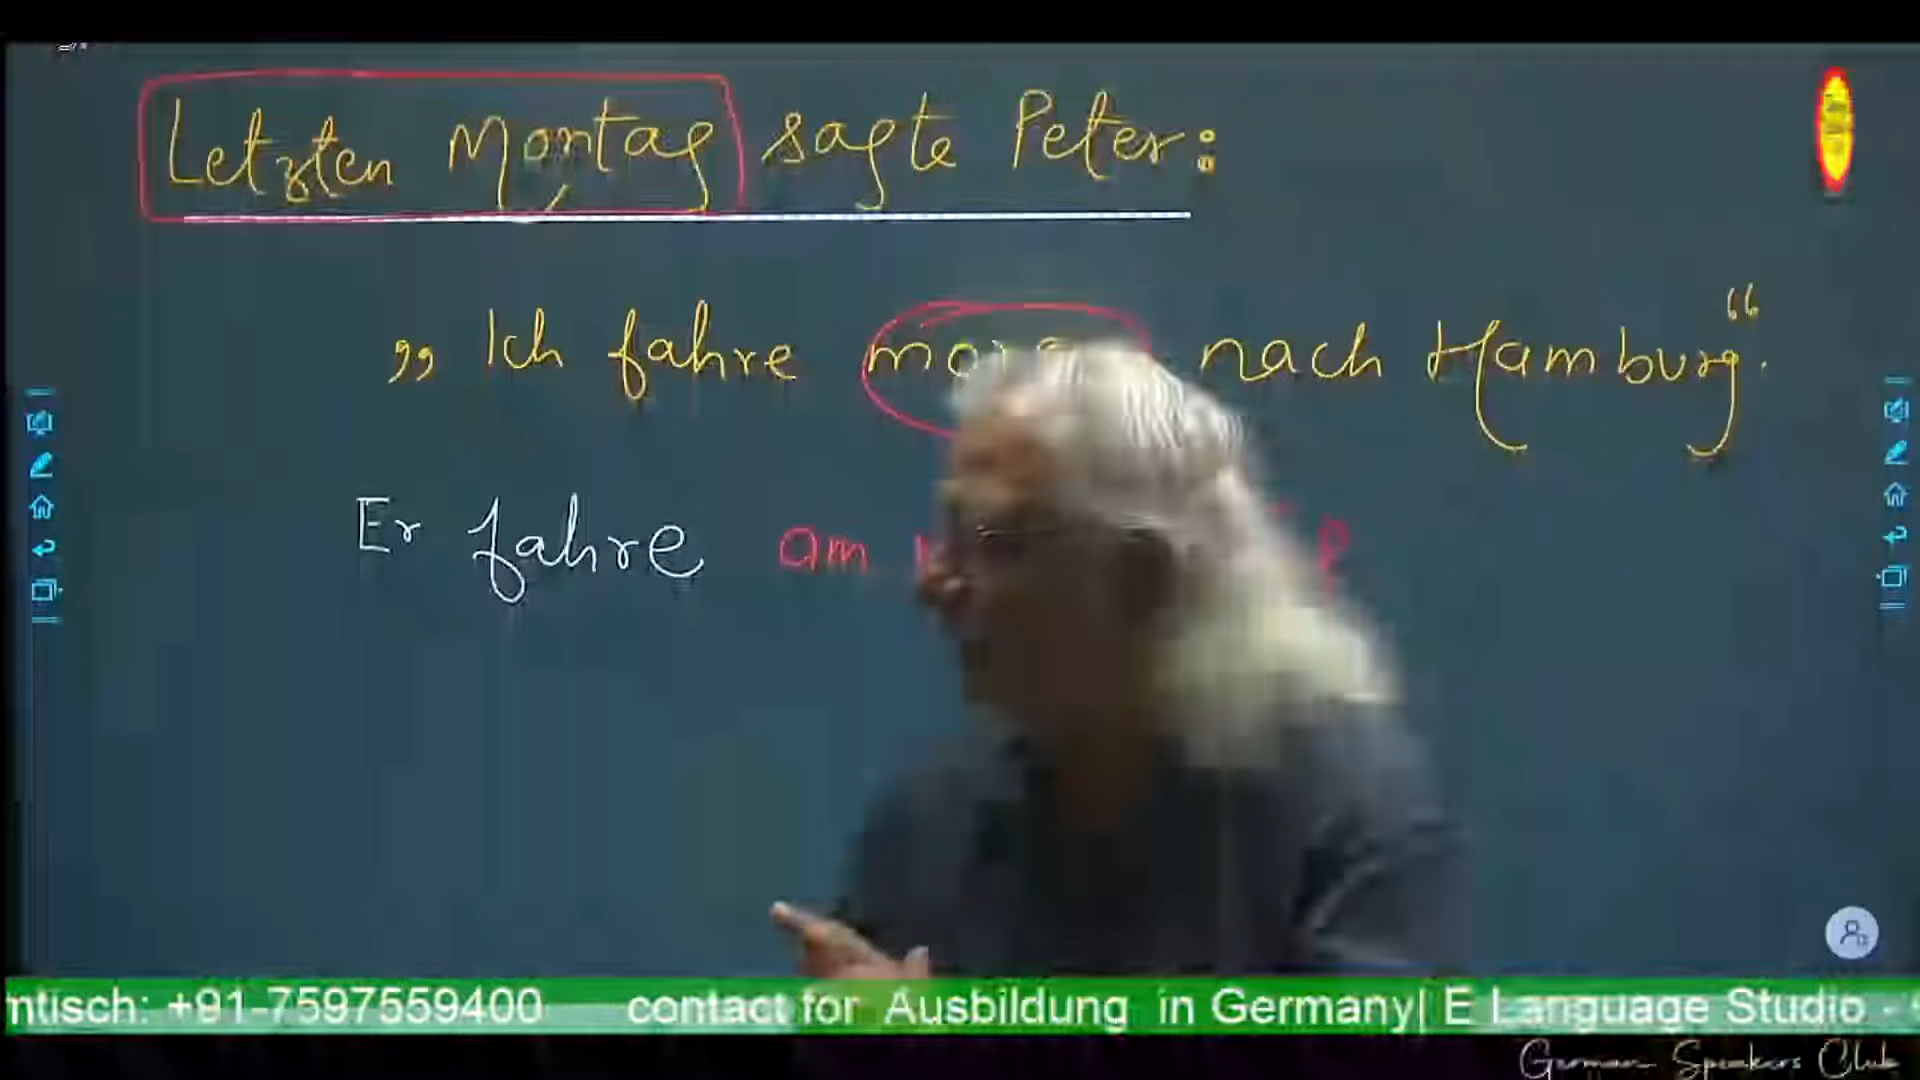 Letzten Montag sagte Peter:
„ Ich fahre nach Hamburg“.
Er fahre am
ntisch: +91-7597559400 contact for Ausbildung in Germany| E Language Studio -
German Speakers Club